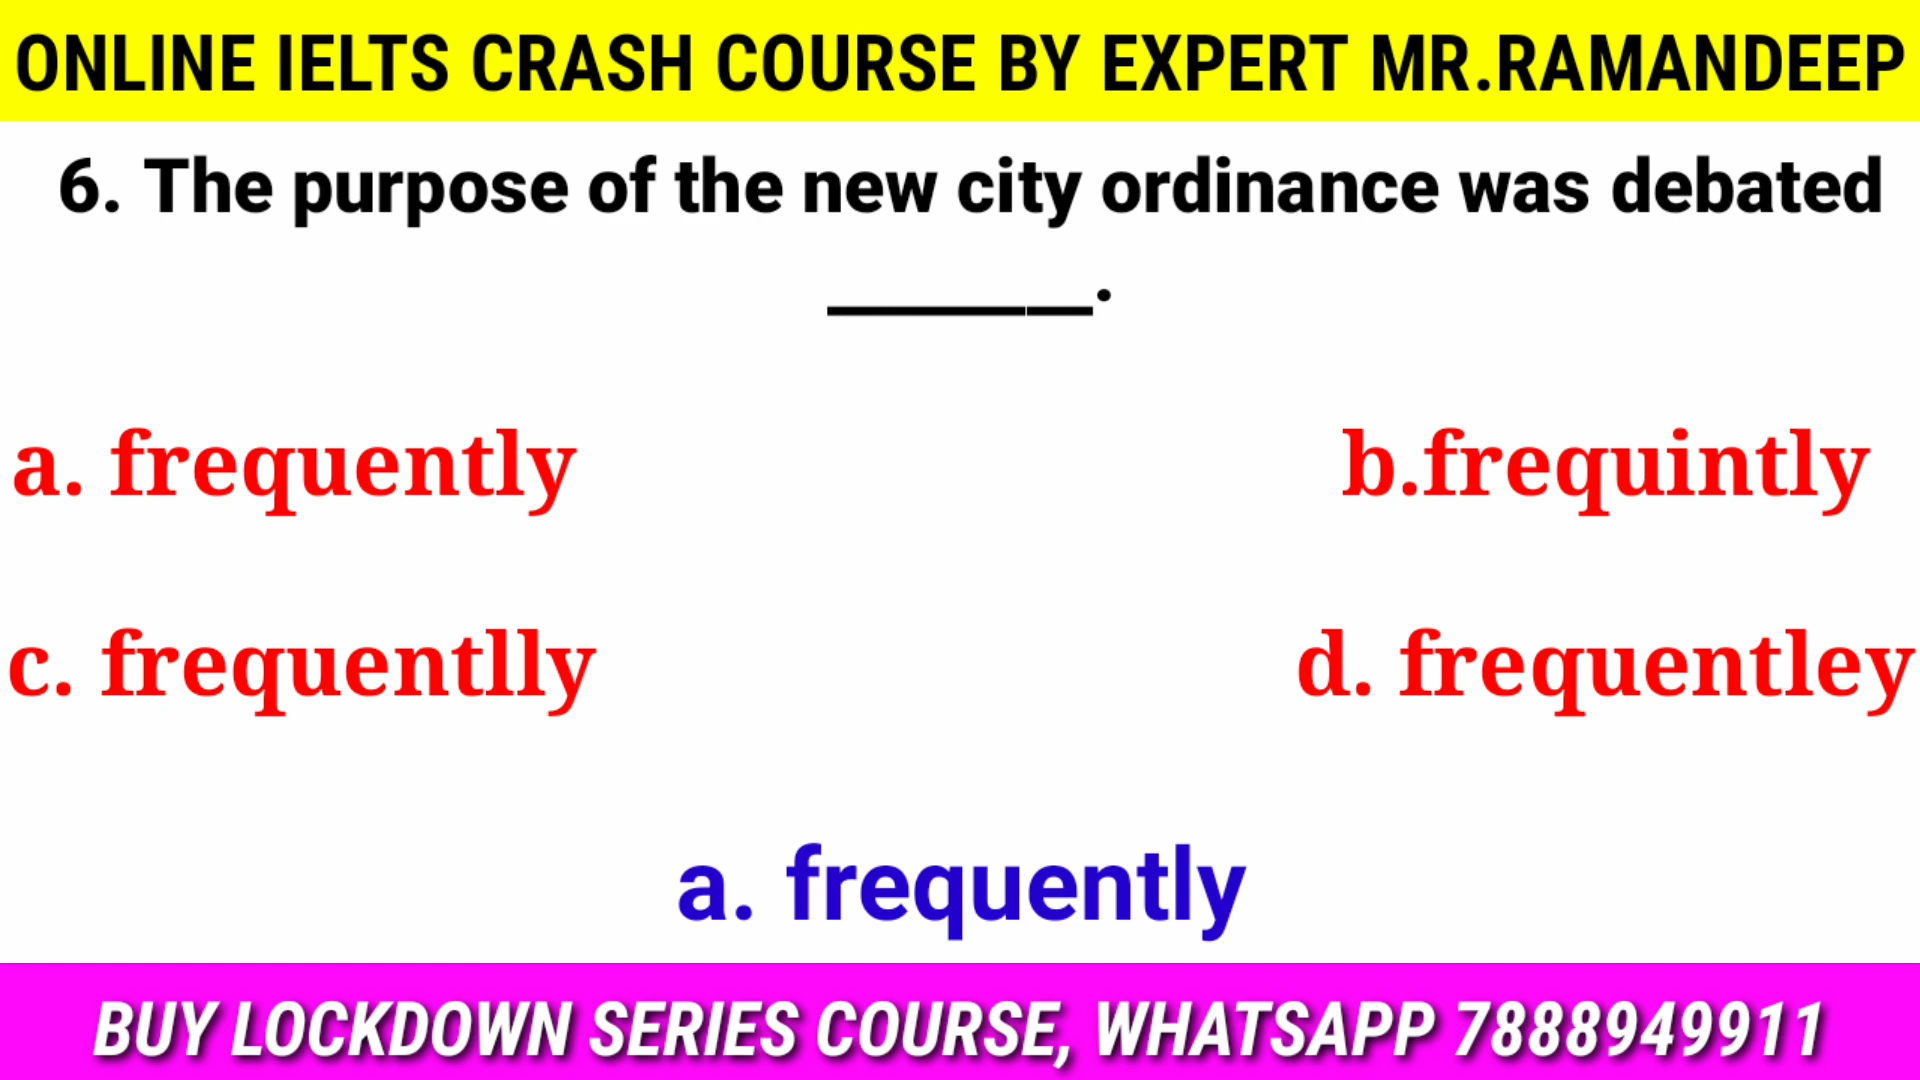 ONLINE IELTS CRASH COURSE BY EXPERT MR.RAMANDEEP
6. The purpose of the new city ordinance was debated
________.
a. frequently
b.frequintly
c. frequentlly
d. frequentley
a. frequently
BUY LOCKDOWN SERIES COURSE, WHATSAPP 7888949911